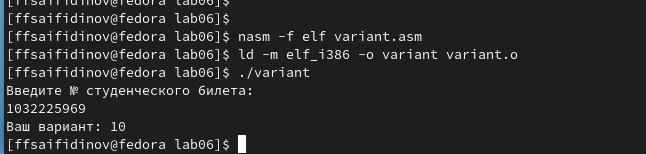 [ffsaifidinov@fedora lab06]$
[ffsaifidinov@fedora lab06]$ nasm -f elf variant.asm
[ffsaifidinov@fedora lab06]$ ld -m elf_i386 -o variant variant.o
[ffsaifidinov@fedora lab06]$ ./variant
Введите № студенческого билета:
1032225969
Ваш вариант: 10
[ffsaifidinov@fedora lab06]$